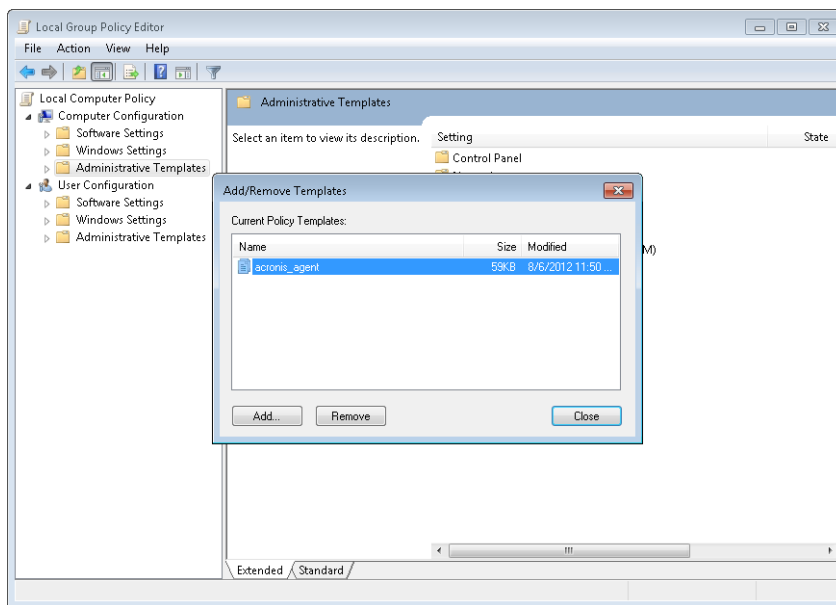 Local Group Policy Editor
File Action View Help
Local Computer Policy
Computer Configuration
Software Settings
Windows Settings
Administrative Templates
User Configuration
Software Settings
Windows Settings
Administrative Templates
Administrative Templates
Select an item to view its description.
Setting State
Control Panel
M)
Add/Remove Templates
Current Policy Templates:
Name Size Modified
acronis_agent 59KB 8/6/2012 11:50 ...
Add... Remove Close
Extended Standard